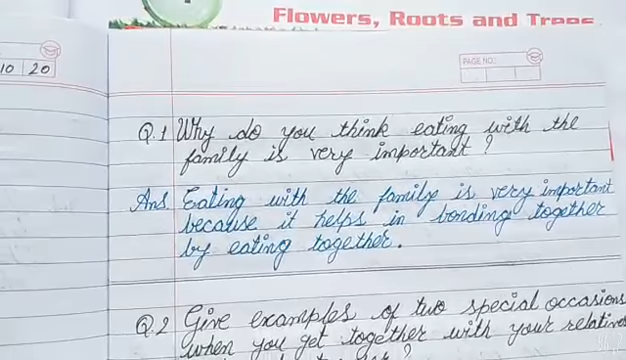 Flowers, Roots and Trees
10 20
PAGE NO.:
Q.1 Why do you think eating with the
family is very important ?
Ans. Eating with the family is very important
because it helps in bonding together
by eating together.
Q.2 Give examples of two special occasions
when you get together with your relatives